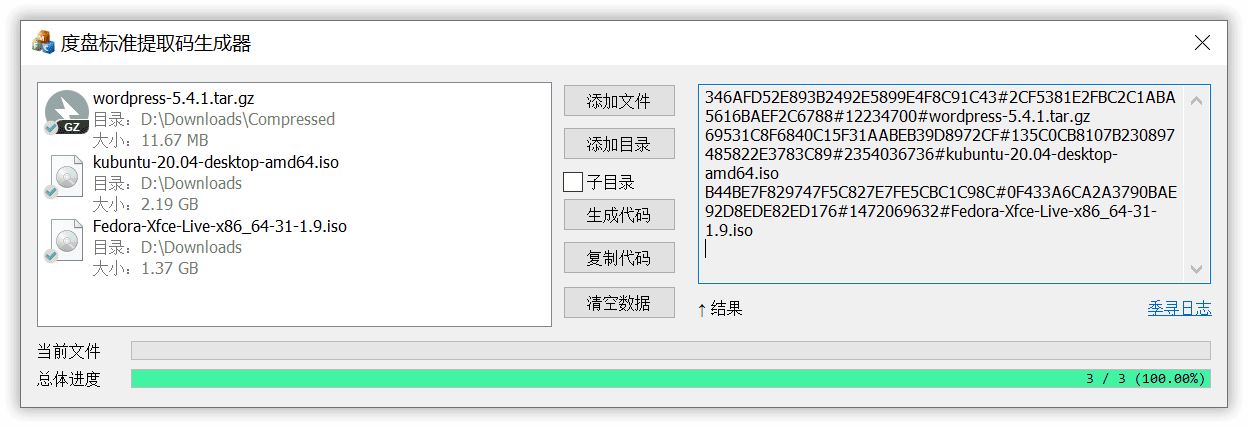 度盘标准提取码生成器
wordpress-5.4.1.tar.gz
目录：D:\Downloads\Compressed
大小：11.67 MB
GZ
kubuntu-20.04-desktop-amd64.iso
目录：D:\Downloads
大小：2.19 GB
Fedora-Xfce-Live-x86_64-31-1.9.iso
目录：D:\Downloads
大小：1.37 GB
添加文件
添加目录
子目录
生成代码
复制代码
清空数据
346AFD52E893B2492E5899E4F8C91C43#2CF5381E2FBC2C1ABA
5616BAEF2C6788#12234700#wordpress-5.4.1.tar.gz
69531C8F6840C15F31AABEB39D8972CF#135C0CB8107B230897
485822E3783C89#2354036736#kubuntu-20.04-desktop-
amd64.iso
B44BE7F829747F5C827E7FE5CBC1C98C#0F433A6CA2A3790BAE
92D8EDE82ED176#1472069632#Fedora-Xfce-Live-x86_64-31-
1.9.iso
↑ 结果
季寻日志
当前文件
总体进度
3 / 3 (100.00%)